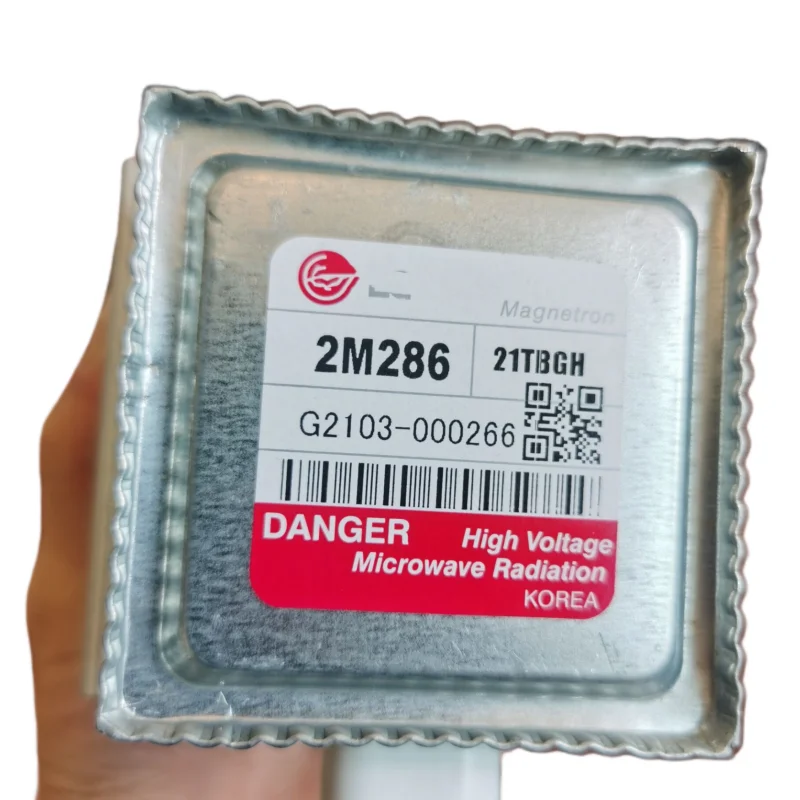 Magnetron
2M286 21TBGH
G2103-000266
DANGER High Voltage
Microwave Radiation
KOREA